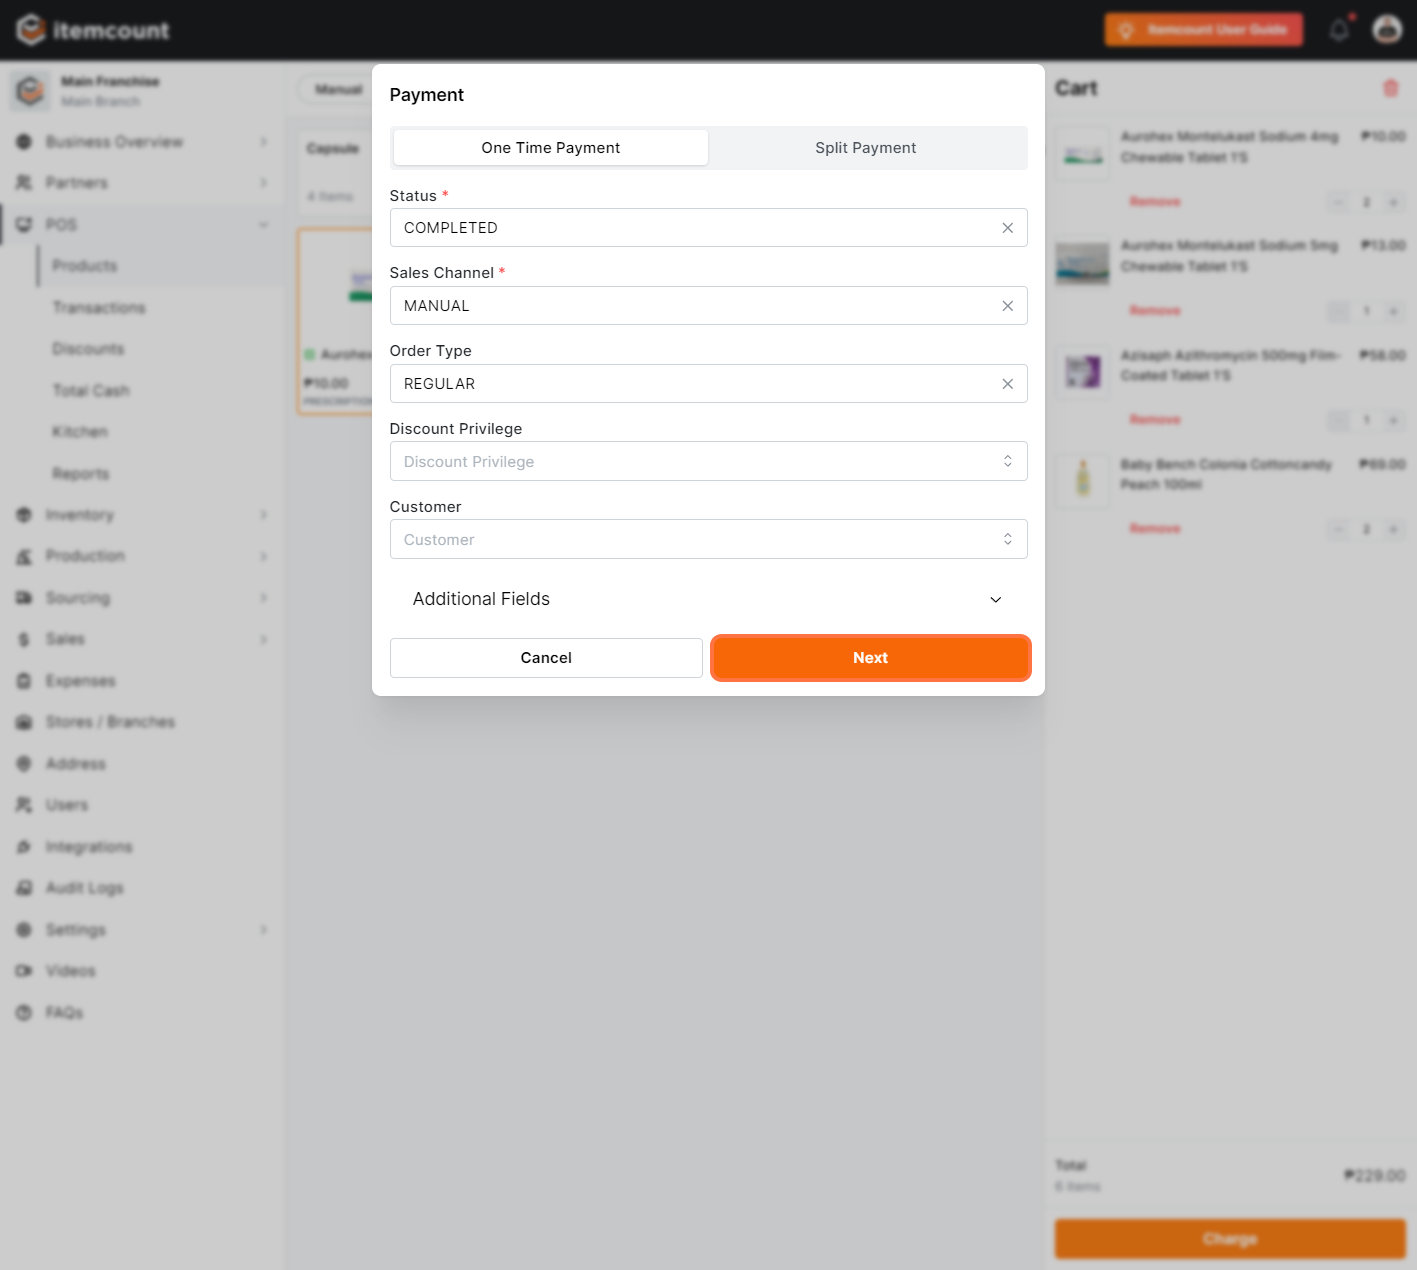 itemcount
Itemcount User Guide
Main Franchise
Main Branch
Business Overview
Partners
POS
Products
Transactions
Discounts
Total Cash
Kitchen
Reports
Inventory
Production
Sourcing
Sales
Expenses
Stores / Branches
Address
Users
Integrations
Audit Logs
Settings
Videos
FAQs
Manual
Capsule
4 items
Aurohex
₱10.00
PRESCRIPTION
Payment
One Time Payment
Split Payment
Status *
COMPLETED
Sales Channel *
MANUAL
Order Type
REGULAR
Discount Privilege
Discount Privilege
Customer
Customer
Additional Fields
Cancel
Next
Cart
Aurohex Montelukast Sodium 4mg ₱10.00
Chewable Tablet 1'S
Remove
2
Aurohex Montelukast Sodium 5mg ₱13.00
Chewable Tablet 1'S
Remove
1
Azisaph Azithromycin 500mg Film- ₱58.00
Coated Tablet 1'S
Remove
1
Baby Bench Colonia Cottoncandy ₱69.00
Peach 100ml
Remove
2
Total
6 items
₱229.00
Charge